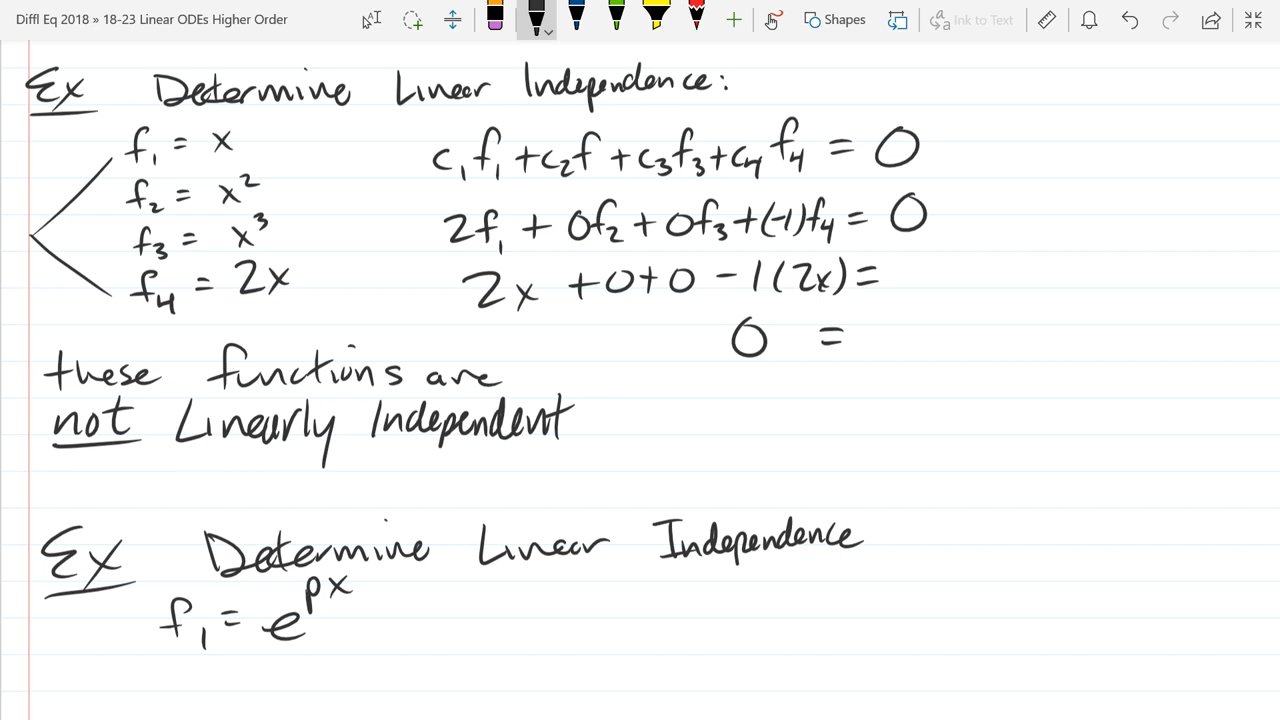 Diffl Eq 2018 » 18-23 Linear ODEs Higher Order
Shapes
Ink to Text
Ex Determine Linear Independence:
f₁ = x
f₂ = x²
f₃ = x³
f₄ = 2x
c₁f₁ + c₂f + c₃f₃ + c₄f₄ = 0
2f₁ + 0f₂ + 0f₃ + (-1)f₄ = 0
2x + 0 + 0 - 1(2x) =
0 =
these functions are
not Linearly Independent
Ex Determine Linear Independence
f₁ = e^px